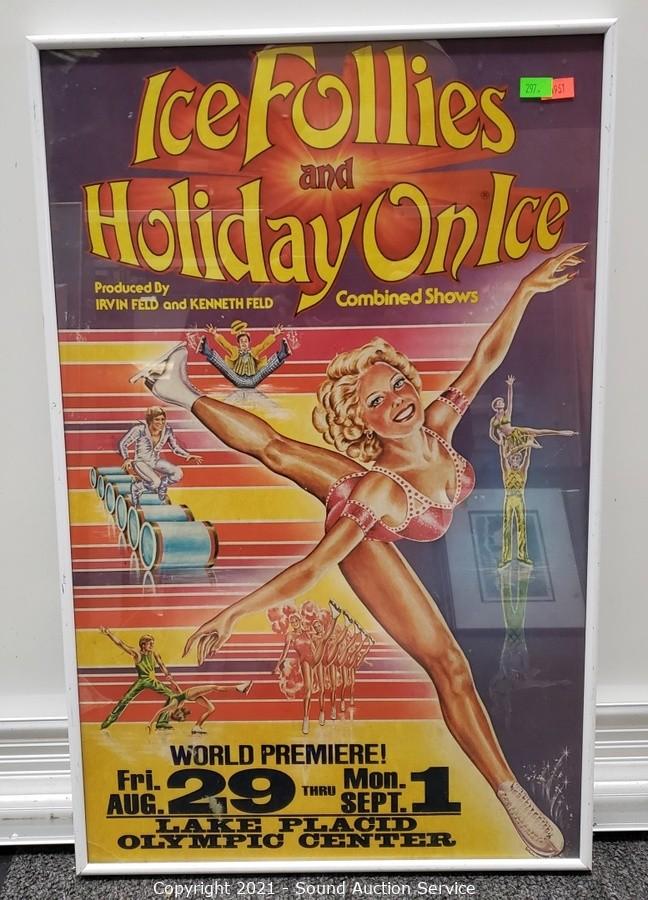 Ice Follies
297.
and
Holiday On Ice®
Produced By
IRVIN FELD and KENNETH FELD
Combined Shows
WORLD PREMIERE!
Fri. AUG. 29 THRU Mon. SEPT. 1
LAKE PLACID
OLYMPIC CENTER
Copyright 2021 - Sound Auction Service